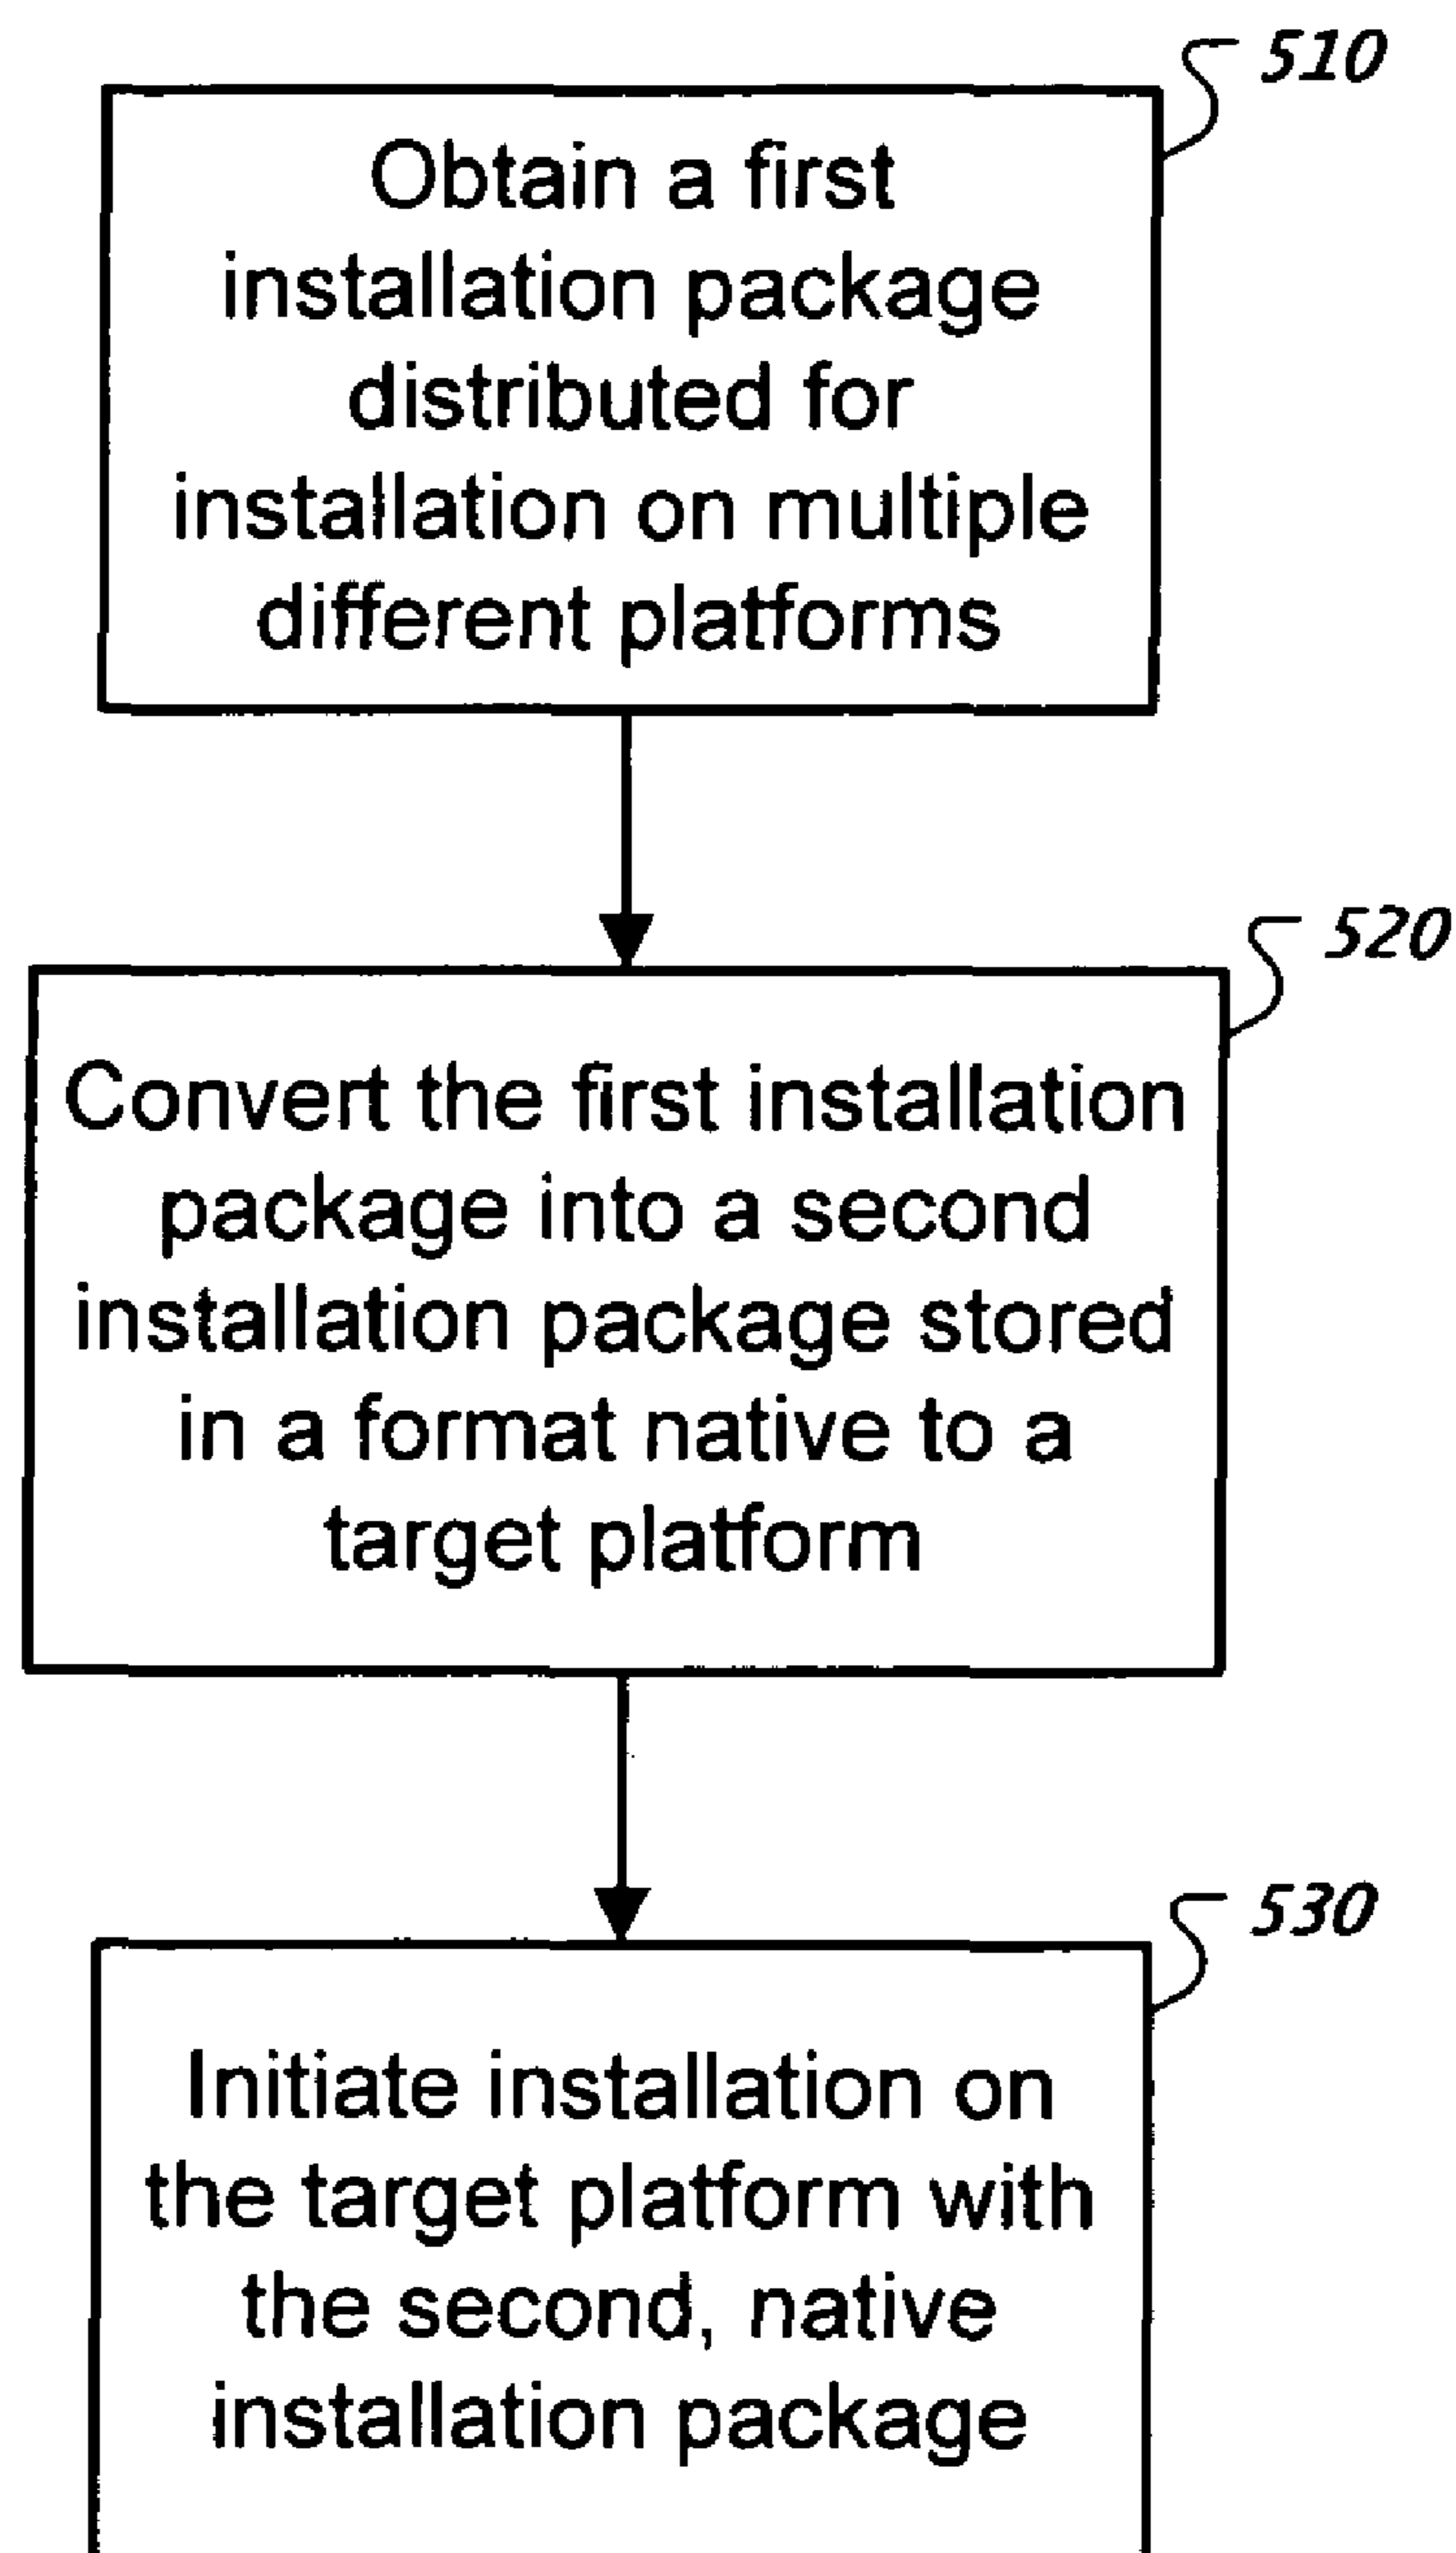 510
Obtain a first
installation package
distributed for
installation on multiple
different platforms
520
Convert the first installation
package into a second
installation package stored
in a format native to a
target platform
530
Initiate installation on
the target platform with
the second, native
installation package